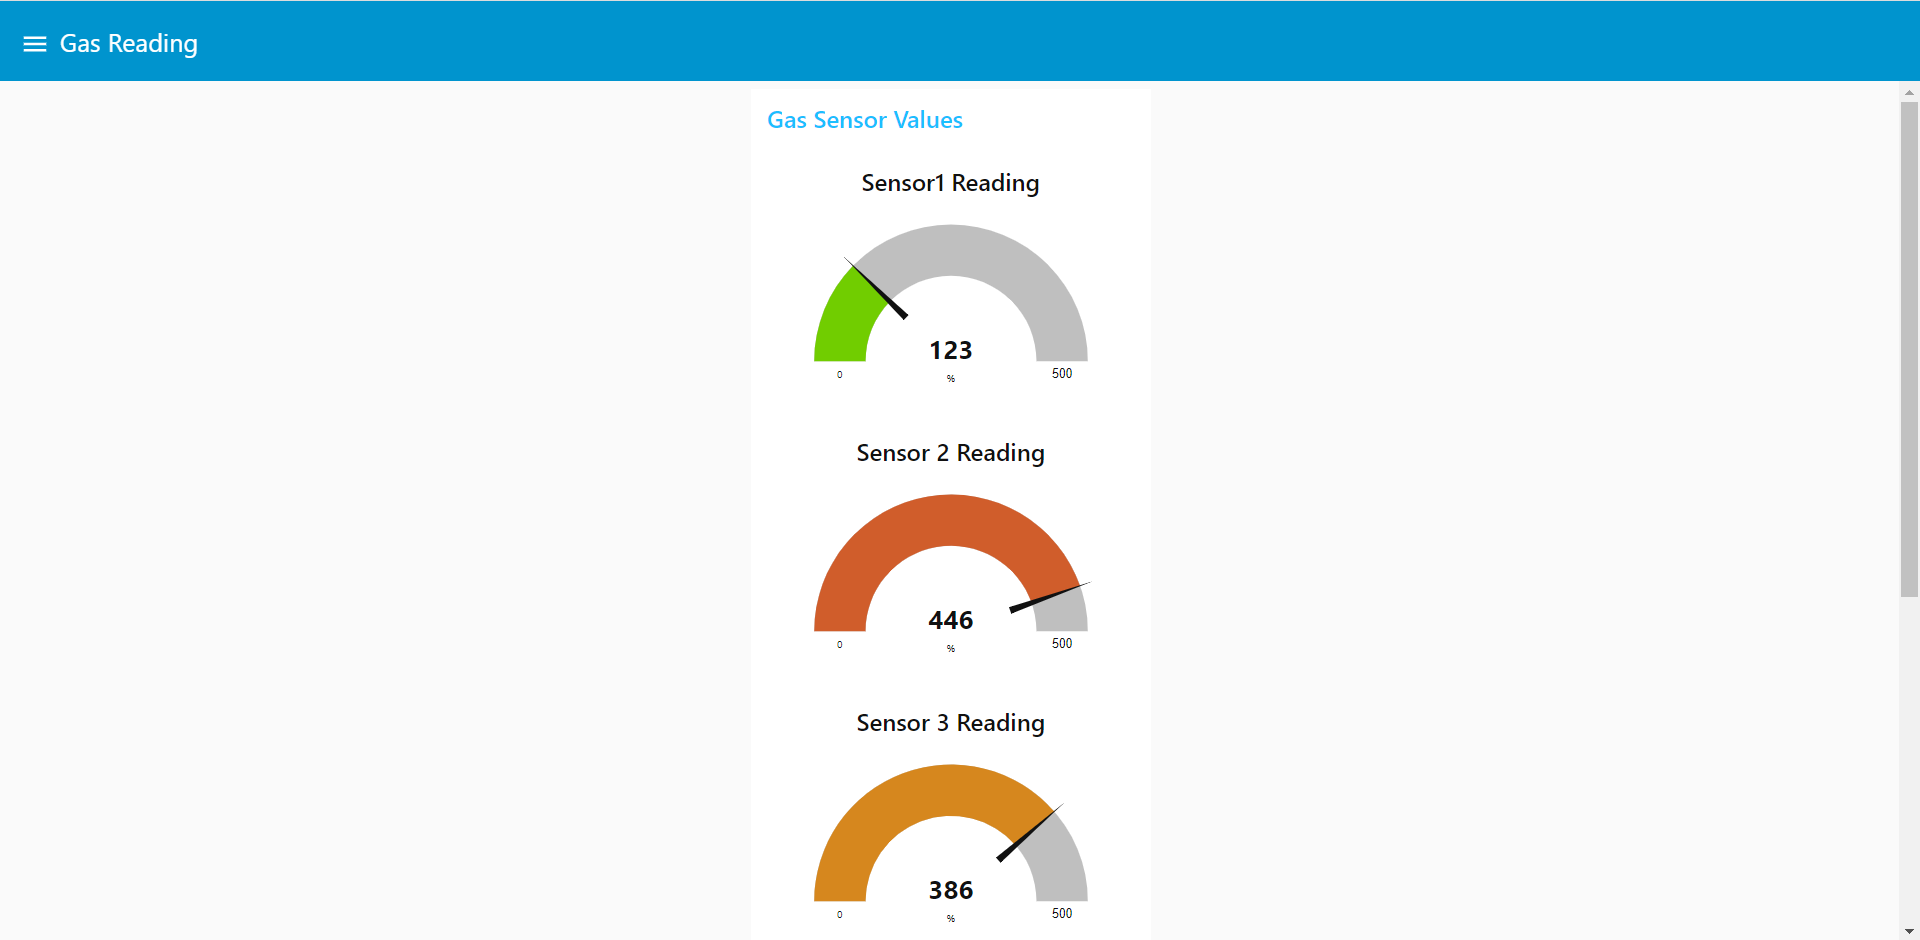 Gas Reading
Gas Sensor Values
Sensor1 Reading
123
0
%
500
Sensor 2 Reading
446
0
%
500
Sensor 3 Reading
386
0
%
500